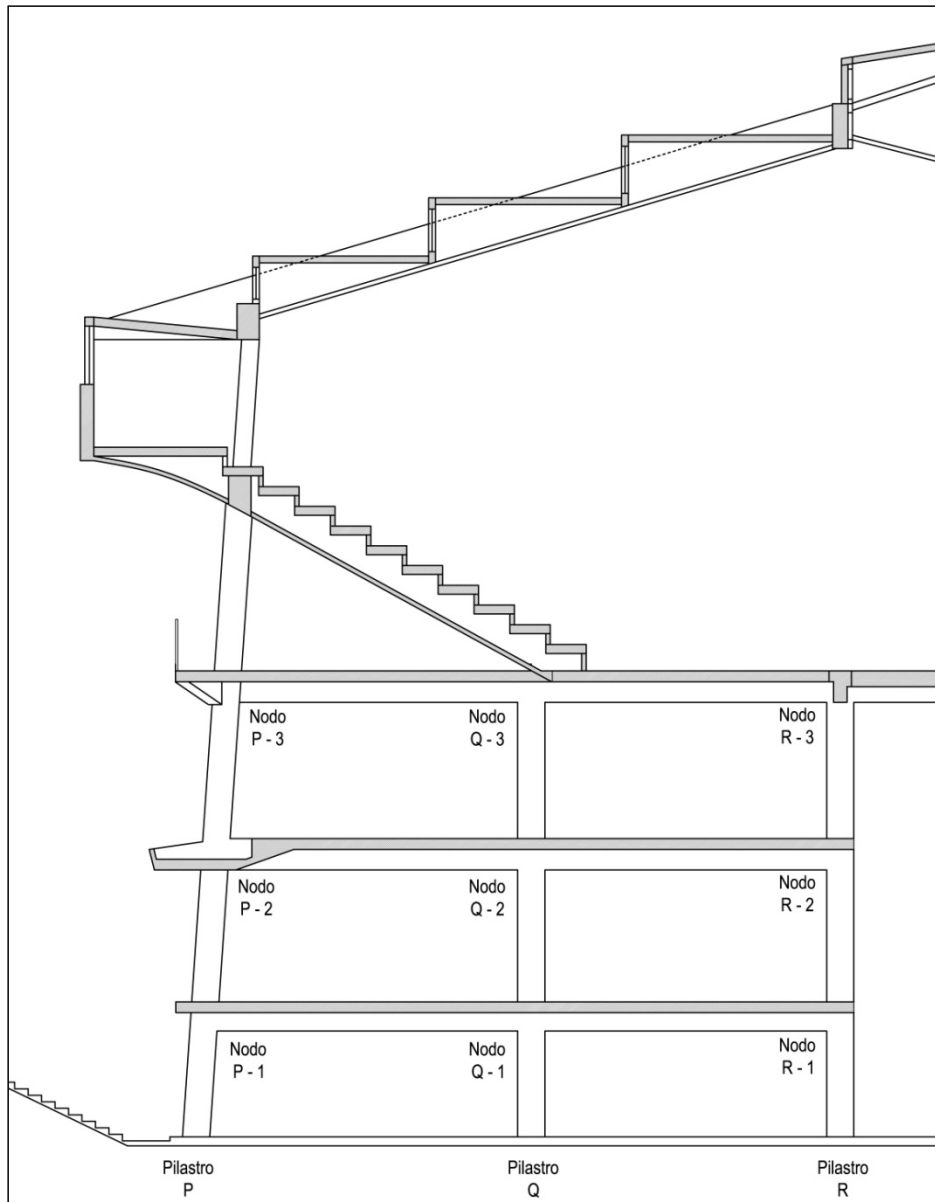 Nodo
P - 3
Nodo
Q - 3
Nodo
R - 3
Nodo
P - 2
Nodo
Q - 2
Nodo
R - 2
Nodo
P - 1
Nodo
Q - 1
Nodo
R - 1
Pilastro
P
Pilastro
Q
Pilastro
R